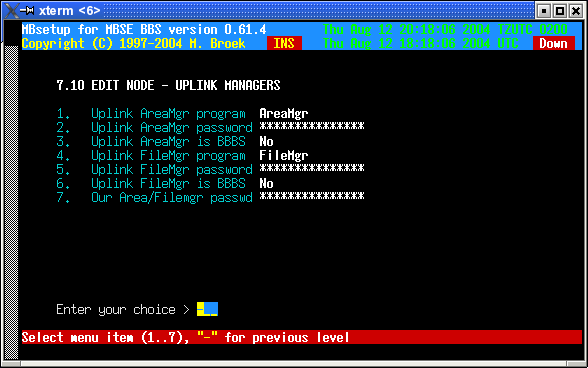 xterm <6>
MBsetup for MBSE BBS version 0.61.4 Thu Aug 12 20:18:06 2004 TZUTC 0200
Copyright (C) 1997-2004 M. Broek INS Thu Aug 12 18:18:06 2004 UTC Down
7.10 EDIT NODE - UPLINK MANAGERS
1. Uplink AreaMgr program AreaMgr
2. Uplink AreaMgr password ***************
3. Uplink AreaMgr is BBBS No
4. Uplink FileMgr program FileMgr
5. Uplink FileMgr password ***************
6. Uplink FileMgr is BBBS No
7. Our Area/Filemgr passwd ***************
Enter your choice > -
Select menu item (1..7), "-" for previous level